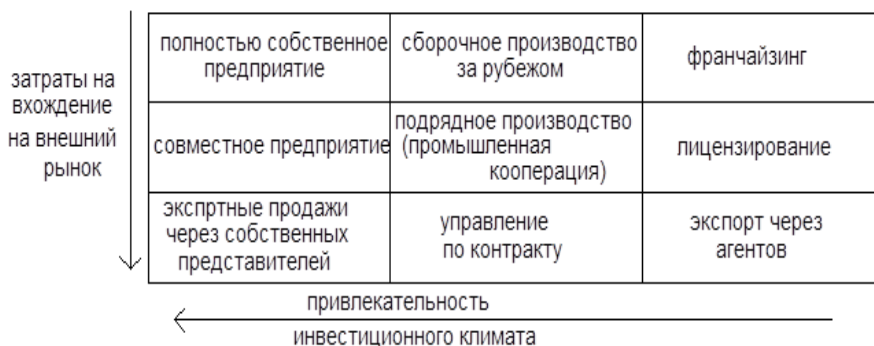 затраты на
вхождение
на внешний
рынок
полностью собственное
предприятие
сборочное производство
за рубежом
франчайзинг
совместное предприятие
подрядное производство
(промышленная
кооперация)
лицензирование
экспртные продажи
через собственных
представителей
управление
по контракту
экспорт через
агентов
привлекательность
инвестиционного климата